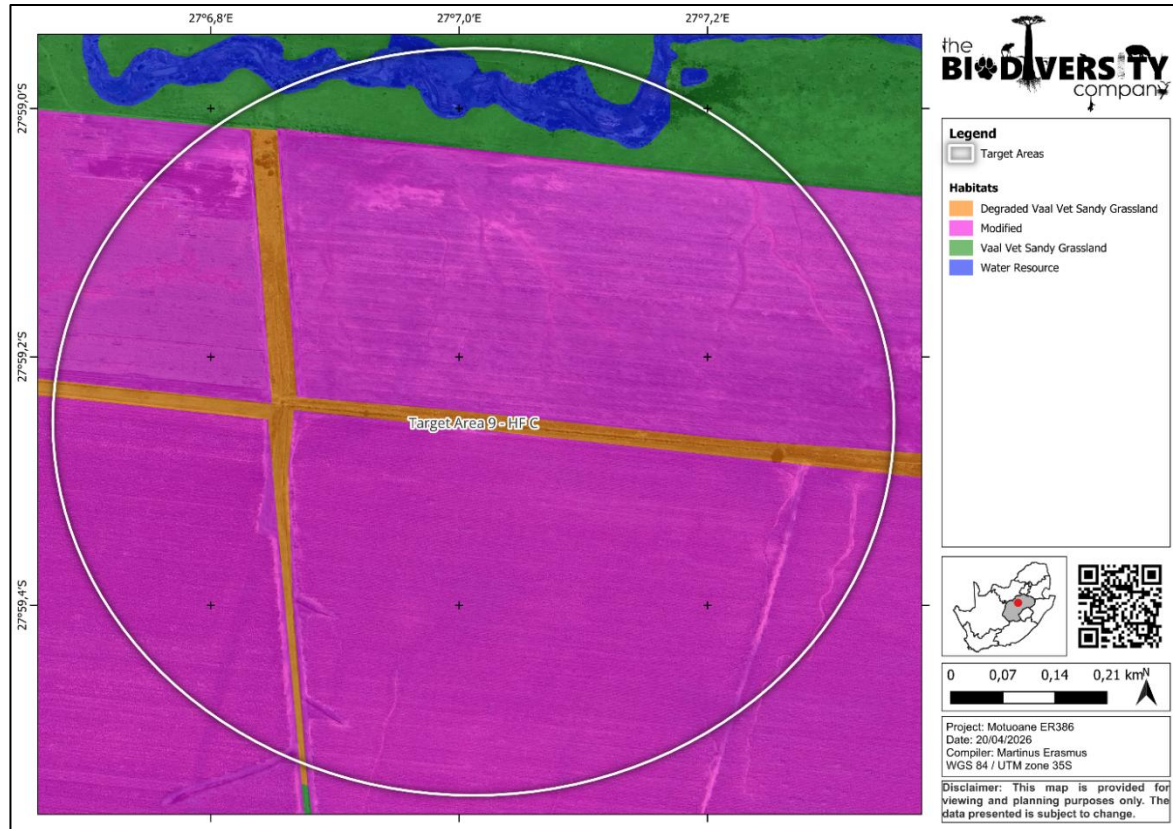 27°6,8'E
27°7,0'E
27°7,2'E
27°59,0'S
27°59,2'S
27°59,4'S
Target Area 9 - HF C
the
BIODIVERSITY
company
Legend
Target Areas
Habitats
Degraded Vaal Vet Sandy Grassland
Modified
Vaal Vet Sandy Grassland
Water Resource
0 0,07 0,14 0,21 km
N
Project: Motuoane ER386
Date: 20/04/2026
Compiler: Martinus Erasmus
WGS 84 / UTM zone 35S
Disclaimer: This map is provided for
viewing and planning purposes only. The
data presented is subject to change.